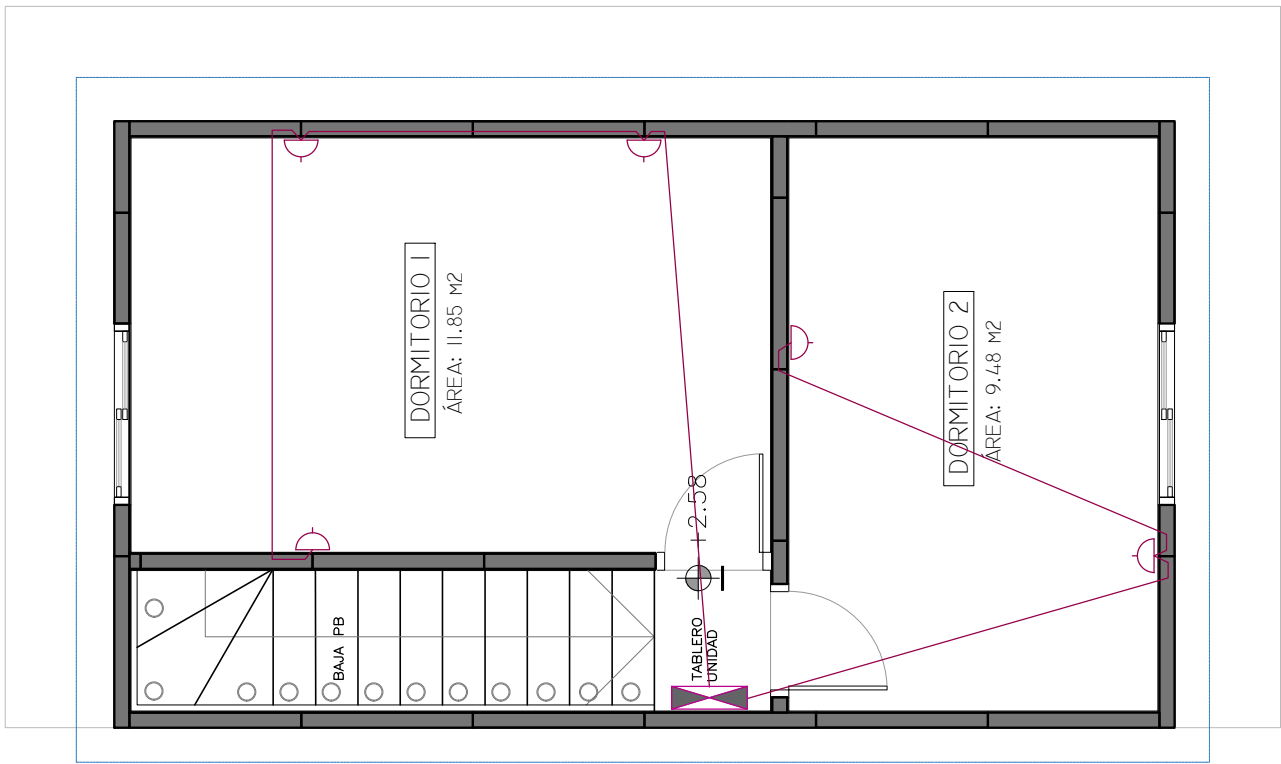 DORMITORIO 1
ÁREA: 11.85 M2
DORMITORIO 2
ÁREA: 9.48 M2
+2.58
BAJA PB
TABLERO
UNIDAD